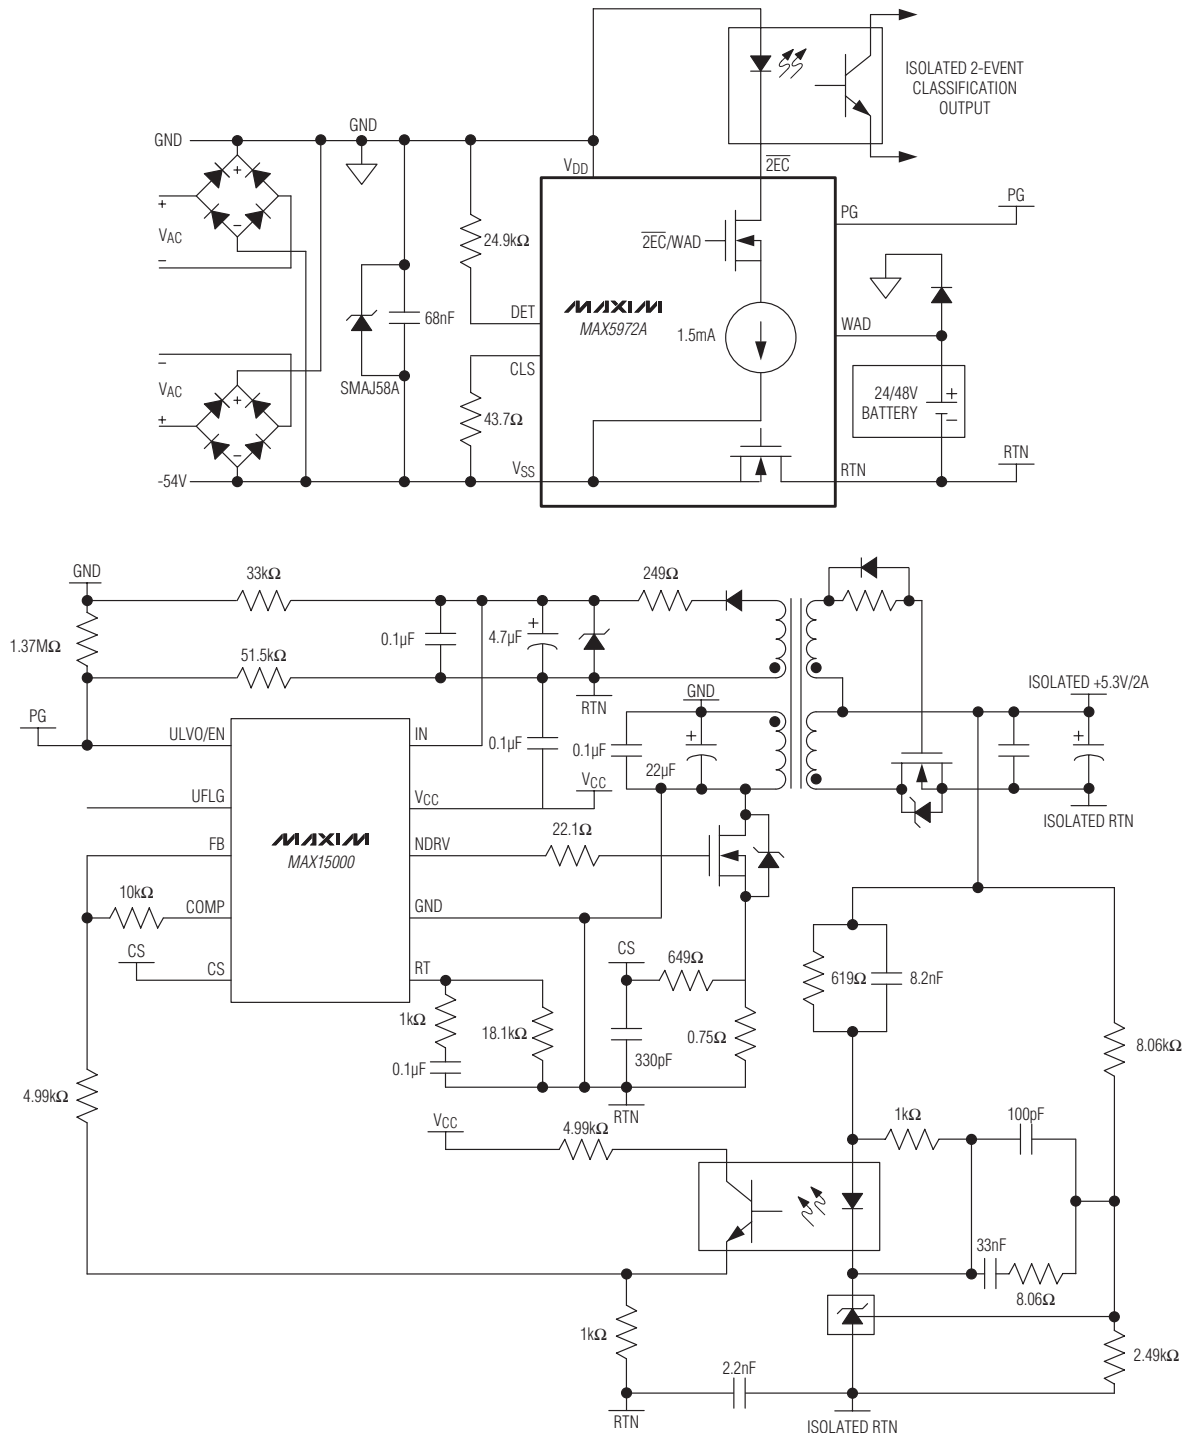 ISOLATED 2-EVENT
CLASSIFICATION
OUTPUT
GND
GND
VDD
2EC
PG
PG
+
+
−
VAC
−
24.9kΩ
2EC/WAD
DET
MAXIM
MAX5972A
WAD
68nF
1.5mA
−
VAC
+
+
−
SMAJ58A
CLS
43.7Ω
24/48V
BATTERY
+
−
VSS
RTN
RTN
-54V
GND
33kΩ
249Ω
1.37MΩ
0.1µF
4.7µF
+
51.5kΩ
RTN
GND
ISOLATED +5.3V/2A
PG
ULVO/EN
IN
0.1µF
0.1µF
+
22µF
+
UFLG
VCC
VCC
ISOLATED RTN
FB
MAXIM
MAX15000
NDRV
22.1Ω
10kΩ
COMP
GND
CS
CS
RT
CS
649Ω
619Ω
8.2nF
1kΩ
18.1kΩ
330pF
0.75Ω
0.1µF
8.06kΩ
4.99kΩ
RTN
VCC
4.99kΩ
1kΩ
100pF
33nF
8.06Ω
1kΩ
2.49kΩ
2.2nF
RTN
ISOLATED RTN